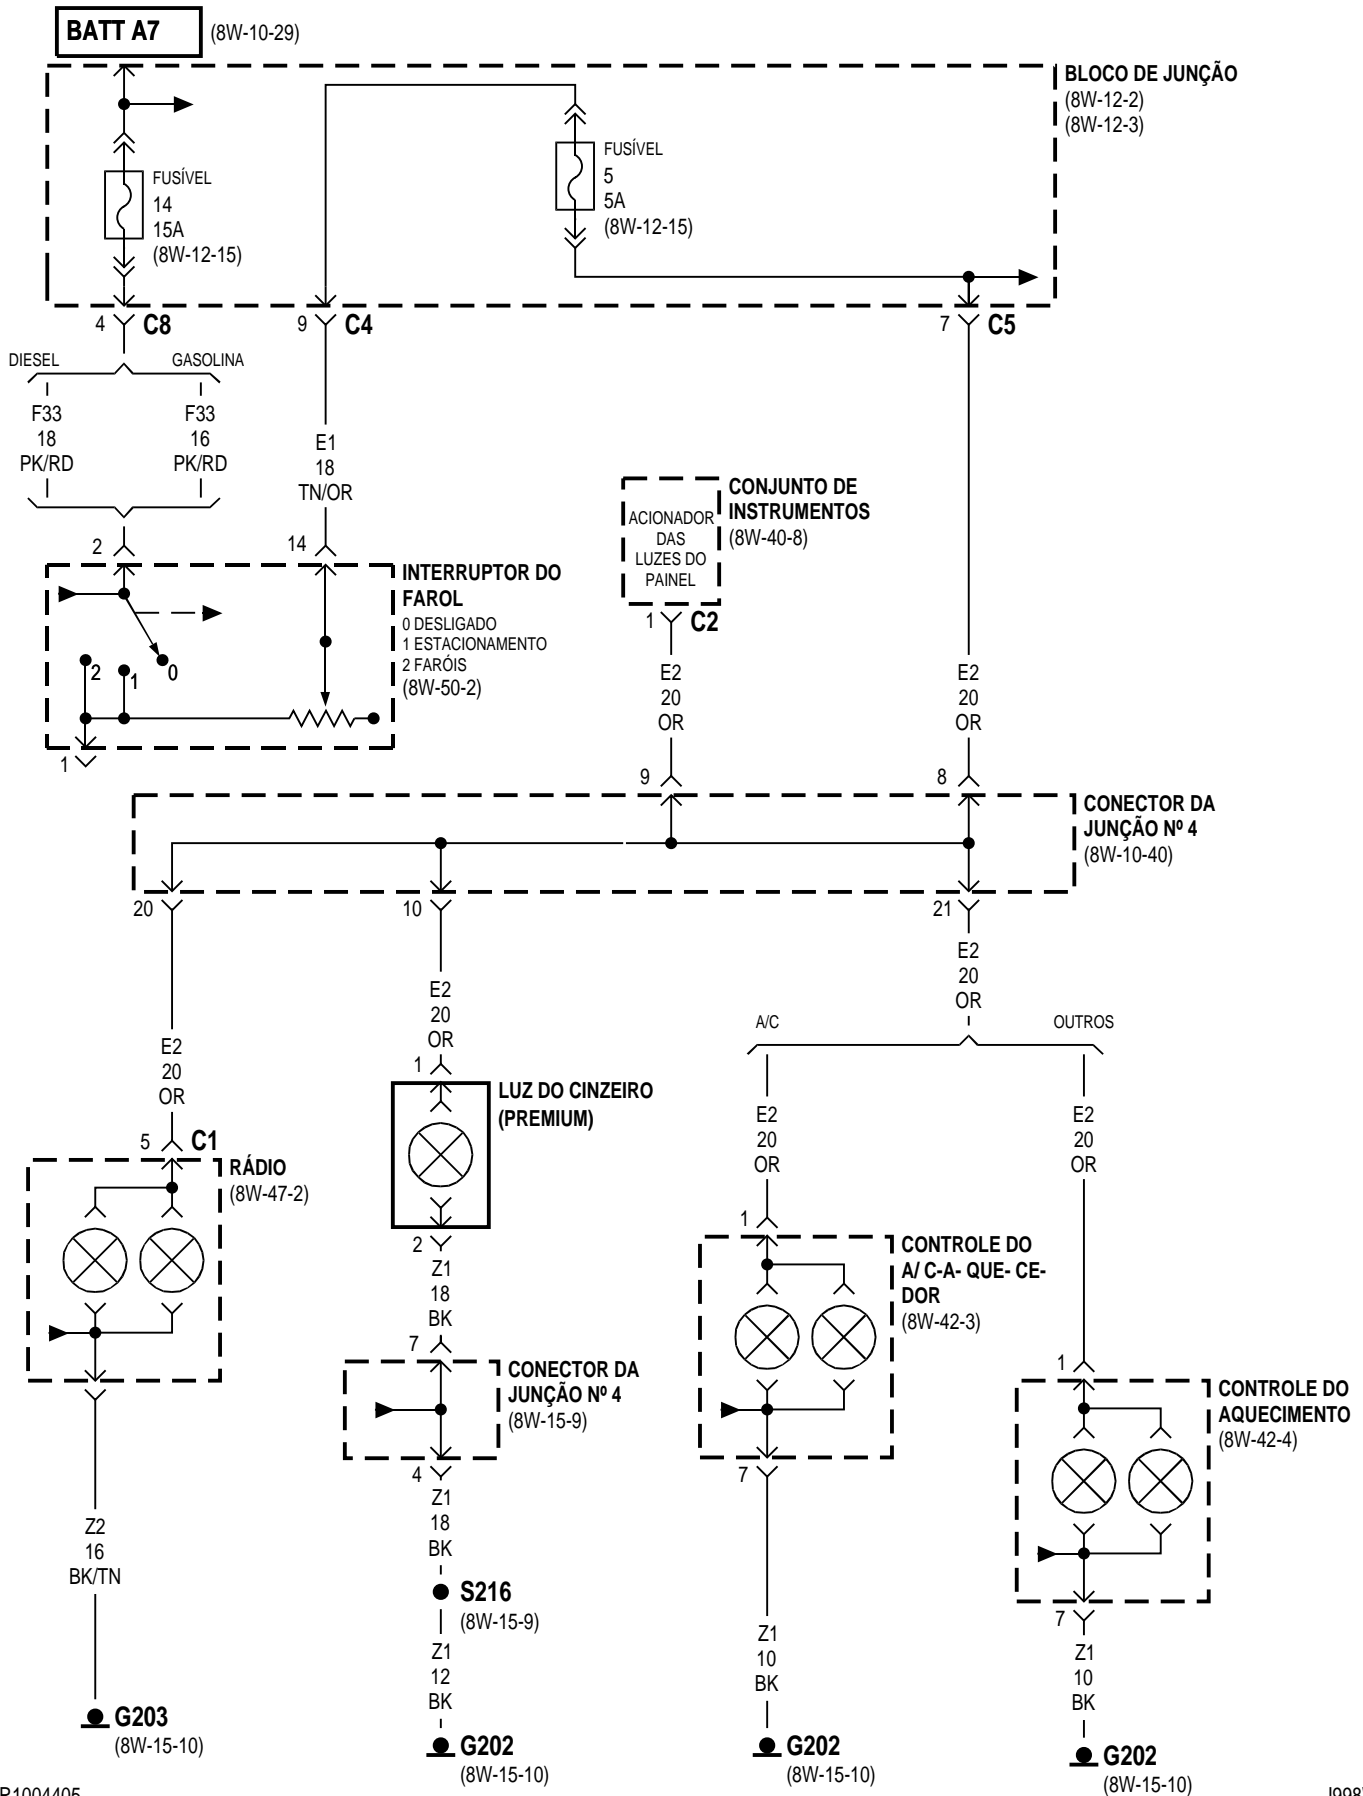 BATT A7
(8W-10-29)
BLOCO DE JUNÇÃO
(8W-12-2)
(8W-12-3)
FUSÍVEL
14
15A
(8W-12-15)
FUSÍVEL
5
5A
(8W-12-15)
4
C8
9
C4
7
C5
DIESEL
GASOLINA
F33
18
PK/RD
F33
16
PK/RD
E1
18
TN/OR
2
14
INTERRUPTOR DO
FAROL
0 DESLIGADO
1 ESTACIONAMENTO
2 FARÓIS
(8W-50-2)
2
1
0
1
ACIONADOR
DAS
LUZES DO
PAINEL
CONJUNTO DE
INSTRUMENTOS
(8W-40-8)
1
C2
E2
20
OR
E2
20
OR
9
8
CONECTOR DA
JUNÇÃO Nº 4
(8W-10-40)
20
10
21
E2
20
OR
E2
20
OR
E2
20
OR
A/C
OUTROS
5
C1
RÁDIO
(8W-47-2)
1
LUZ DO CINZEIRO
(PREMIUM)
2
Z1
18
BK
7
CONECTOR DA
JUNÇÃO Nº 4
(8W-15-9)
4
Z1
18
BK
S216
(8W-15-9)
Z1
12
BK
G202
(8W-15-10)
E2
20
OR
E2
20
OR
1
CONTROLE DO
A/ C-A- QUE- CE-
DOR
(8W-42-3)
7
1
CONTROLE DO
AQUECIMENTO
(8W-42-4)
7
Z2
16
BK/TN
G203
(8W-15-10)
Z1
10
BK
G202
(8W-15-10)
Z1
10
BK
G202
(8W-15-10)